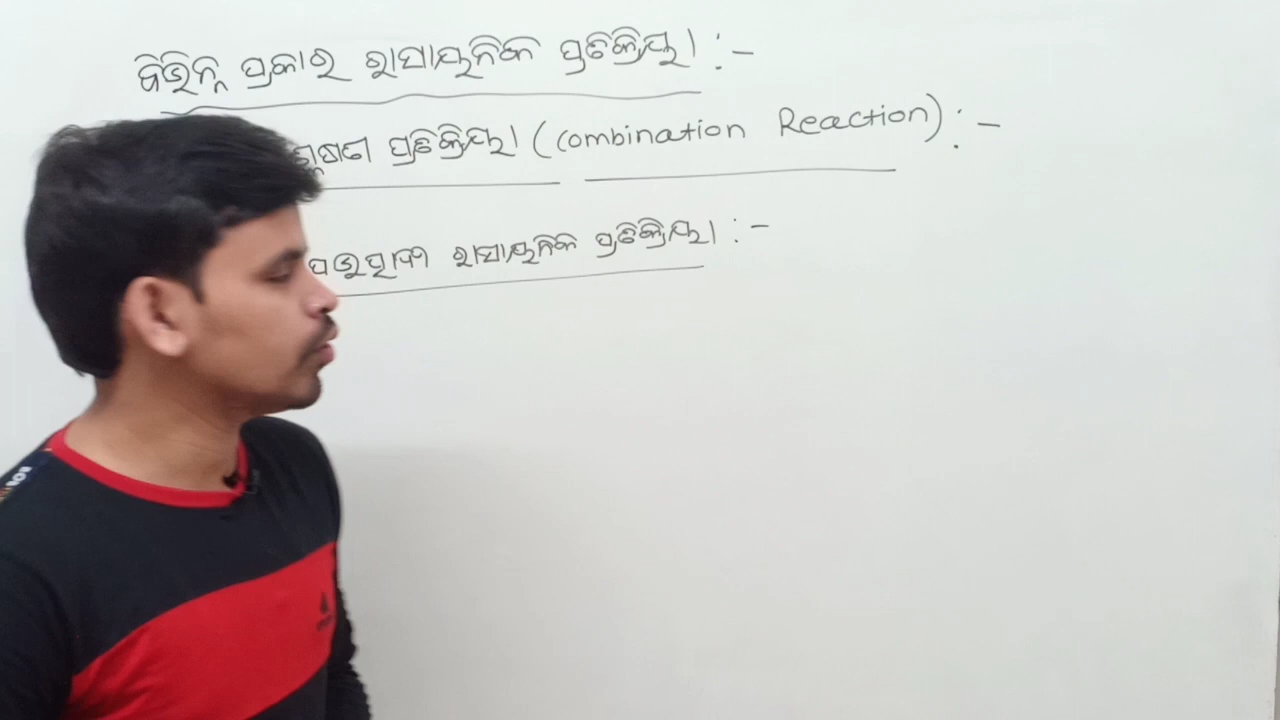 ବିଭିନ୍ନ ପ୍ରକାର ରାସାୟନିକ ପ୍ରତିକ୍ରିୟା :-
ପ୍ରତିକ୍ରିୟା (Combination Reaction) :-
ରାସାୟନିକ ପ୍ରତିକ୍ରିୟା :-